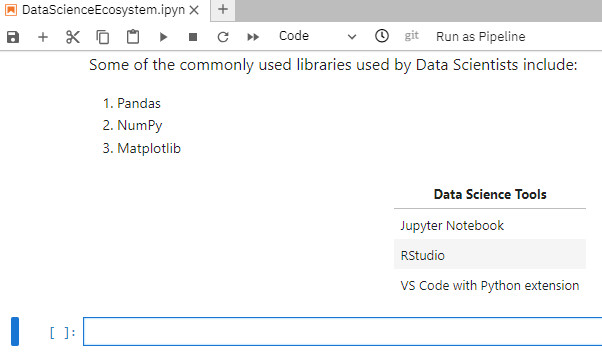 DataScienceEcosystem.ipyn
Code
git
Run as Pipeline
Some of the commonly used libraries used by Data Scientists include:
1. Pandas
2. NumPy
3. Matplotlib
Data Science Tools
Jupyter Notebook
RStudio
VS Code with Python extension
[ ]: